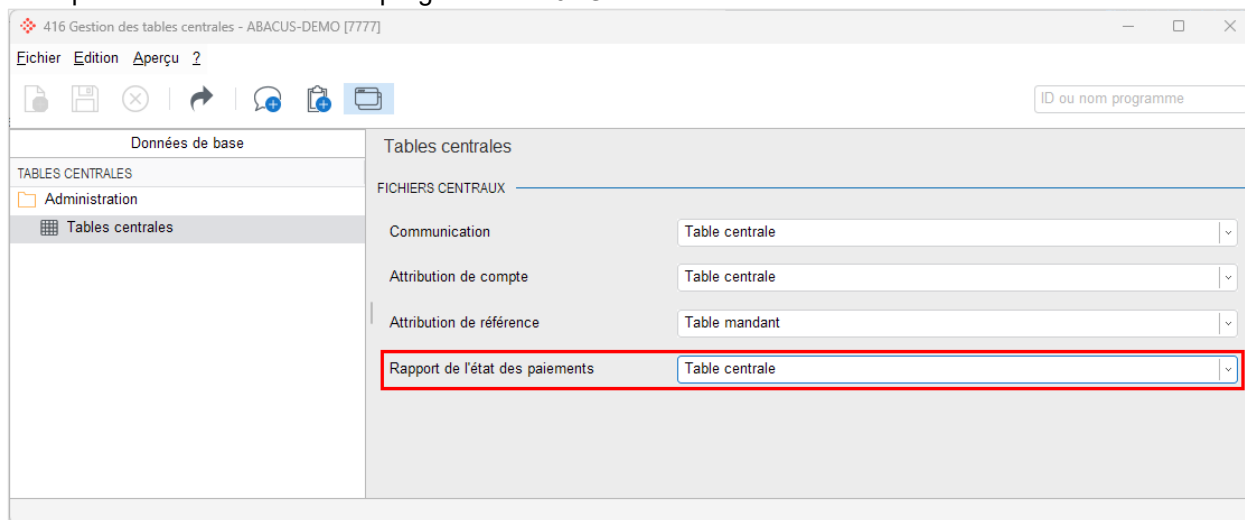 416 Gestion des tables centrales - ABACUS-DEMO [7777]
Fichier Edition Aperçu ?
ID ou nom programme
Données de base
TABLES CENTRALES
Administration
Tables centrales
Tables centrales
FICHIERS CENTRAUX
Communication Table centrale
Attribution de compte Table centrale
Attribution de référence Table mandant
Rapport de l'état des paiements Table centrale